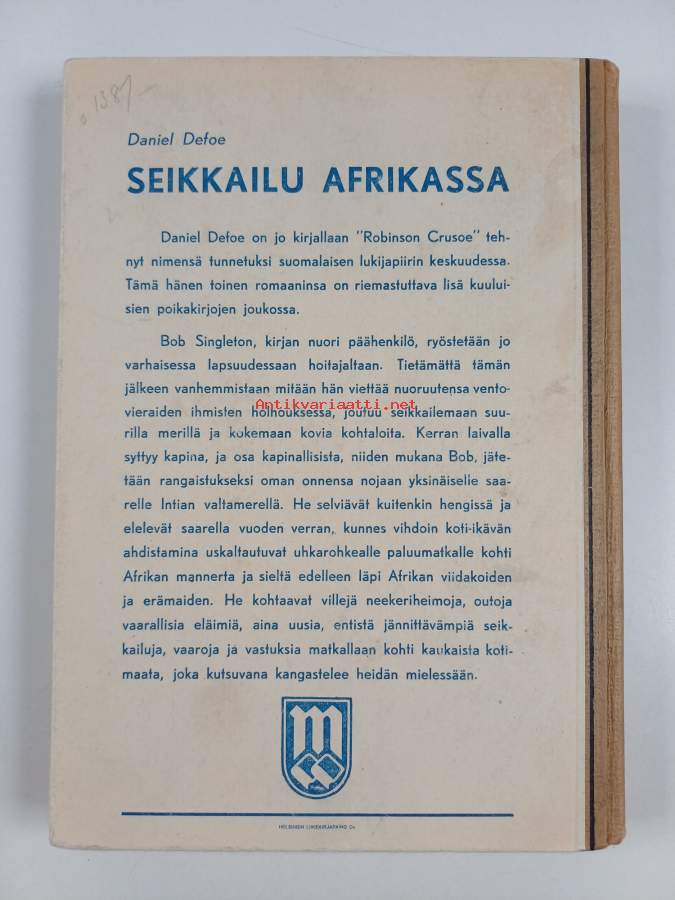 138/-
Daniel Defoe
SEIKKAILU AFRIKASSA
Daniel Defoe on jo kirjallaan "Robinson Crusoe" teh-
nyt nimensä tunnetuksi suomalaisen lukijapiirin keskuudessa.
Tämä hänen toinen romaaninsa on riemastuttava lisä kuului-
sien poikakirjojen joukossa.
Bob Singleton, kirjan nuori päähenkilö, ryöstetään jo
varhaisessa lapsuudessaan hoitajaltaan. Tietämättä tämän
jälkeen vanhemmistaan mitään hän viettää nuoruutensa vento-
Antikvariaatti.net
vieraiden ihmisten holhouksessa, joutuu seikkailemaan suu-
rilla merillä ja kokemaan kovia kohtaloita. Kerran laivalla
syttyy kapina, ja osa kapinallisista, niiden mukana Bob, jäte-
tään rangaistukseksi oman onnensa nojaan yksinäiselle saa-
relle Intian valtamerellä. He selviävät kuitenkin hengissä ja
elelevät saarella vuoden verran, kunnes vihdoin koti-ikävän
ahdistamina uskaltautuvat uhkarohkealle paluumatkalle kohti
Afrikan mannerta ja sieltä edelleen läpi Afrikan viidakoiden
ja erämaiden. He kohtaavat villejä neekeriheimoja, outoja
vaarallisia eläimiä, aina uusia, entistä jännittävämpiä seik-
kailuja, vaaroja ja vastuksia matkallaan kohti kaukaista koti-
maata, joka kutsuvana kangastelee heidän mielessään.
HELSINGIN LIIKEKIRJAPAINO Oy